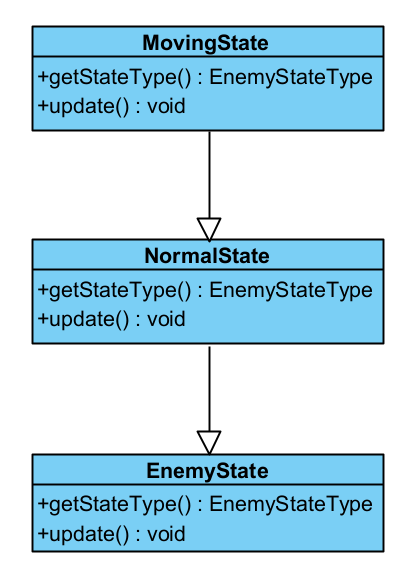 MovingState
+getStateType() : EnemyStateType
+update() : void
NormalState
+getStateType() : EnemyStateType
+update() : void
EnemyState
+getStateType() : EnemyStateType
+update() : void